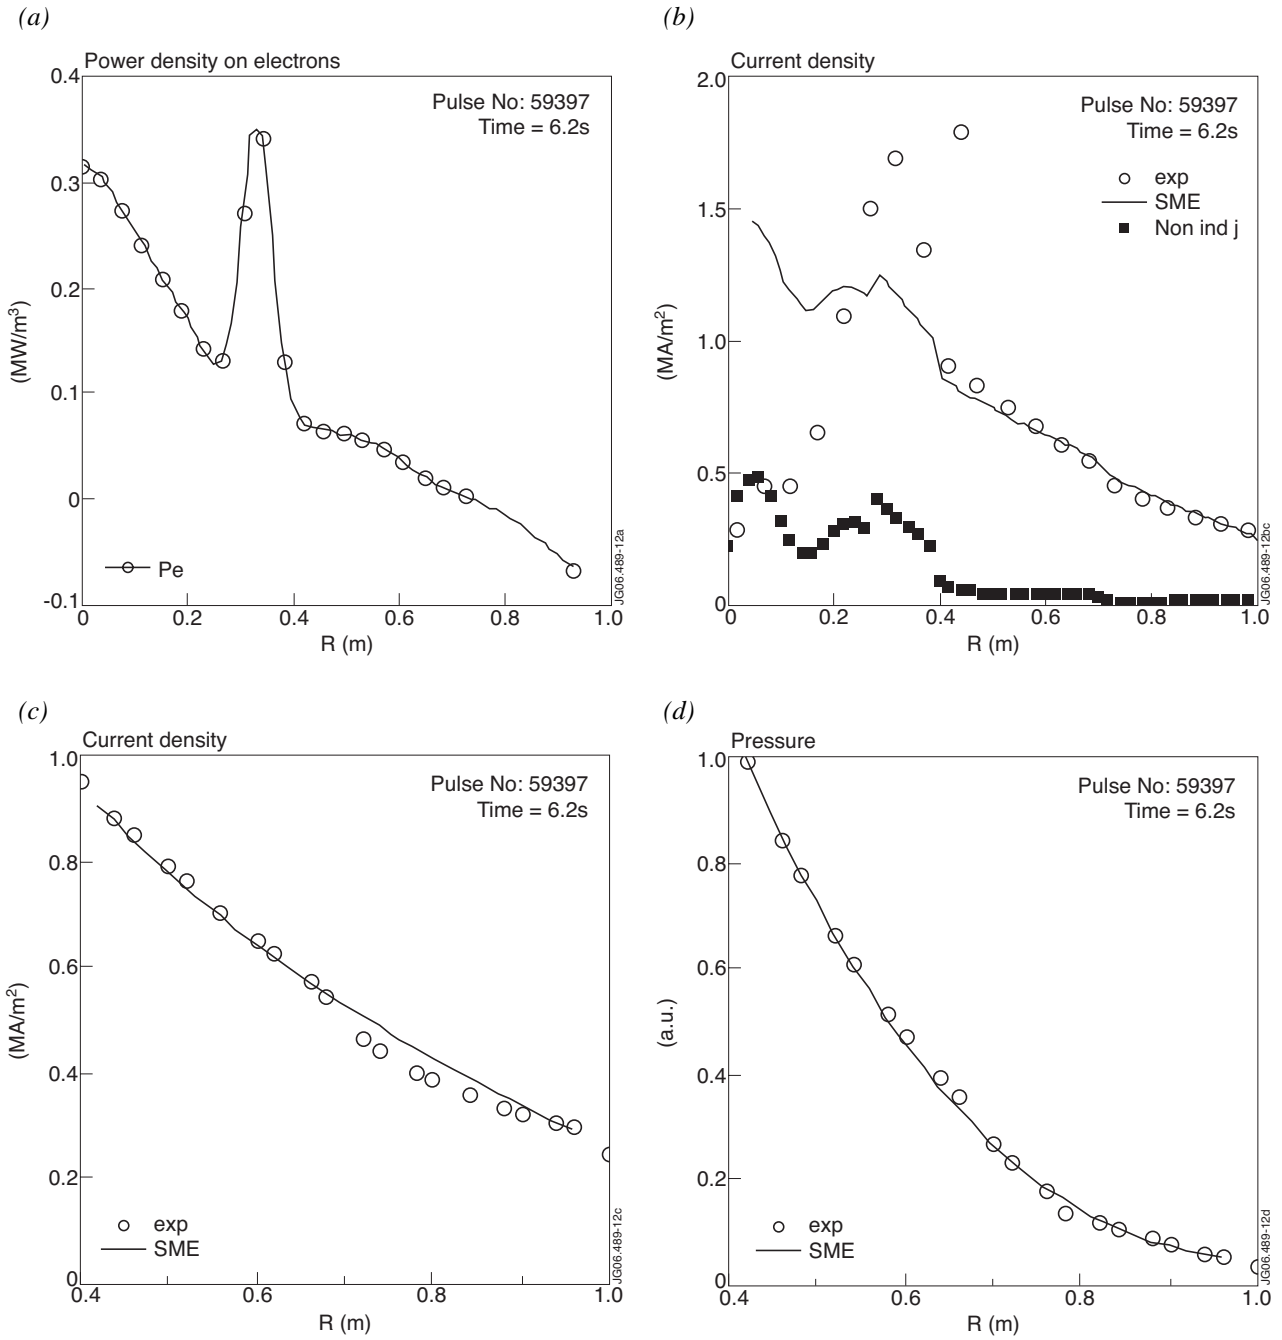 (a)
Power density on electrons
Pulse No: 59397
Time = 6.2s
0.4
0.3
0.2
0.1
0
-0.1
(MW/m³)
Pe
0
0.2
0.4
0.6
0.8
1.0
R (m)
JG06.489-12a
(b)
Current density
Pulse No: 59397
Time = 6.2s
exp
SME
Non ind j
2.0
1.5
1.0
0.5
0
(MA/m²)
0
0.2
0.4
0.6
0.8
1.0
R (m)
JG06.489-12bc
(c)
Current density
Pulse No: 59397
Time = 6.2s
1.0
0.8
0.6
0.4
0.2
0
(MA/m²)
exp
SME
0.4
0.6
0.8
1.0
R (m)
JG06.489-12c
(d)
Pressure
Pulse No: 59397
Time = 6.2s
1.0
0.8
0.6
0.4
0.2
0
(a.u.)
exp
SME
0.4
0.6
0.8
1.0
R (m)
JG06.489-12d